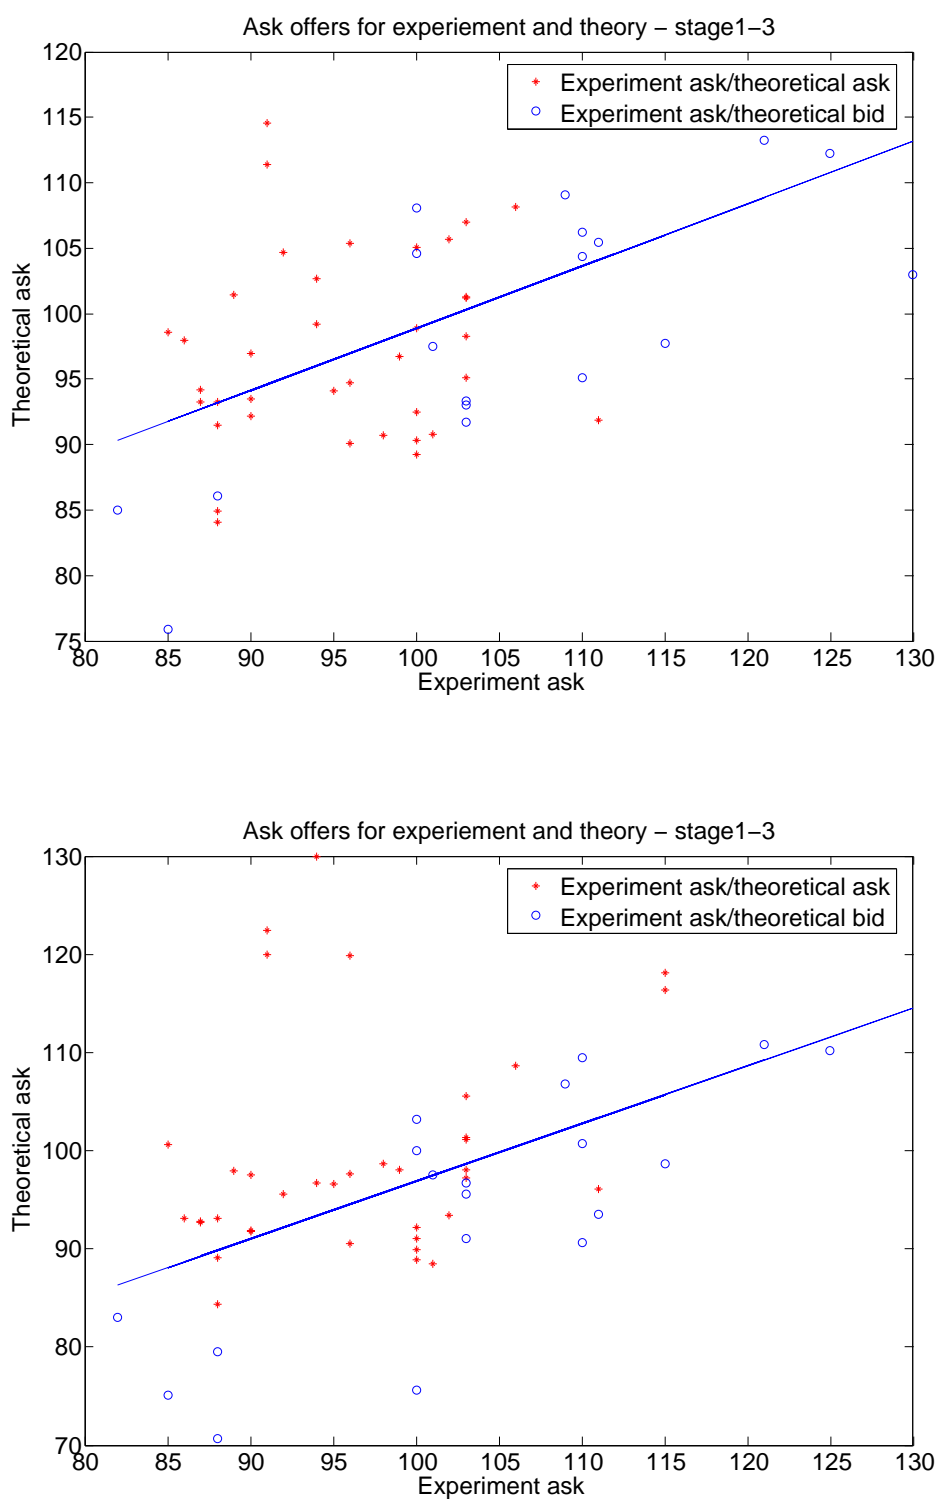 Ask offers for experiement and theory − stage1−3
120
115
110
105
100
95
90
85
80
75
Theoretical ask
Experiment ask/theoretical ask
Experiment ask/theoretical bid
80 85 90 95 100 105 110 115 120 125 130
Experiment ask
Ask offers for experiement and theory − stage1−3
130
120
110
100
90
80
70
Theoretical ask
Experiment ask/theoretical ask
Experiment ask/theoretical bid
80 85 90 95 100 105 110 115 120 125 130
Experiment ask